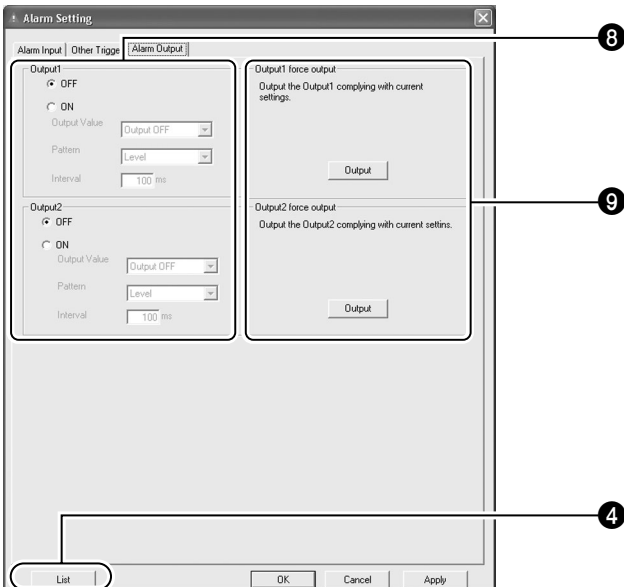 Alarm Setting
Alarm Input Other Trigge Alarm Output
Output1
OFF
ON
Output Value Output OFF
Pattern Level
Interval 100 ms
Output1 force output
Output the Output1 complying with current
settings.
Output
Output2
OFF
ON
Output Value Output OFF
Pattern Level
Interval 100 ms
Output2 force output
Output the Output2 complying with current settins.
Output
List OK Cancel Apply
8
9
4